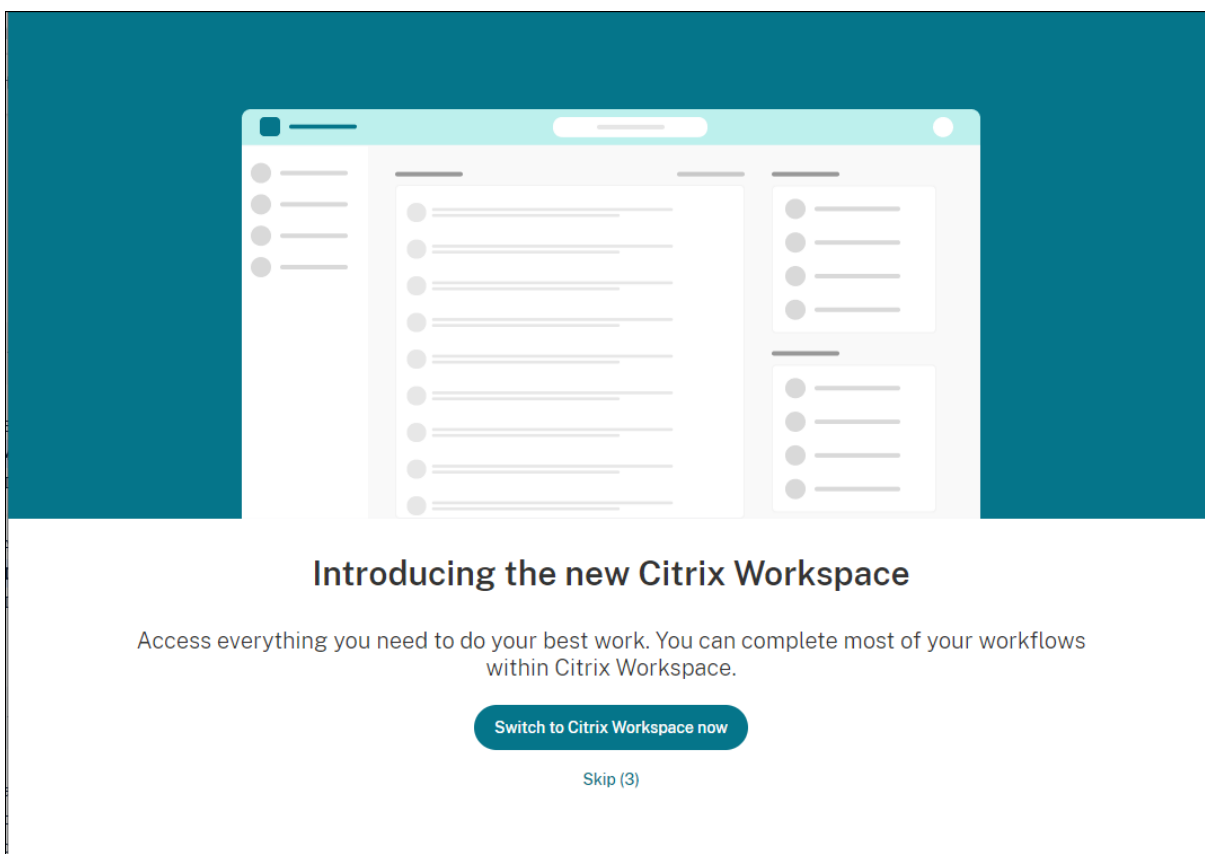 Introducing the new Citrix Workspace
Access everything you need to do your best work. You can complete most of your workflows
within Citrix Workspace.
Switch to Citrix Workspace now
Skip (3)